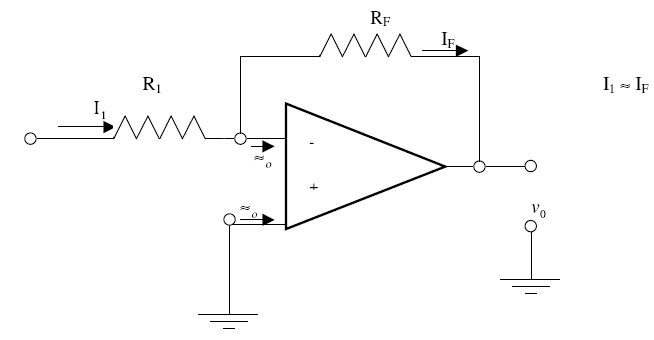 R_F
I_F
R_1
I_1 ≈ I_F
I_1
-
≈_o
+
≈_o
v_0